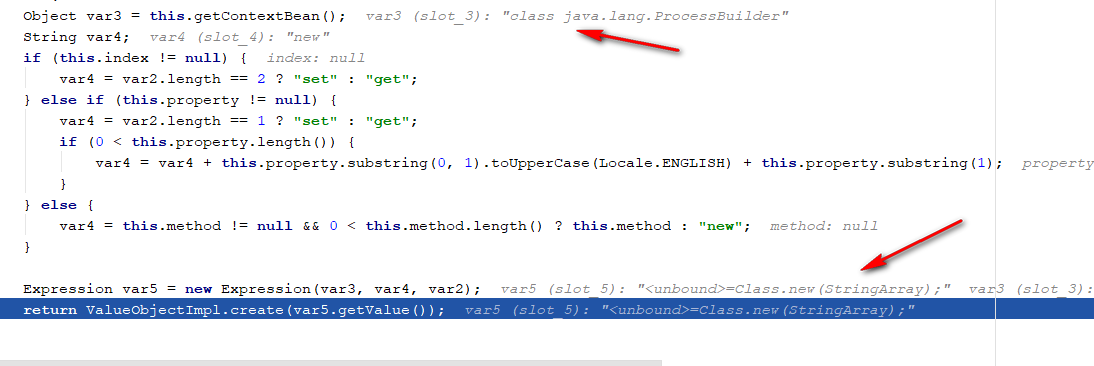 Object var3 = this.getContextBean();  var3 (slot_3): "class java.lang.ProcessBuilder"
String var4;  var4 (slot_4): "new"
if (this.index != null) {  index: null
    var4 = var2.length == 2 ? "set" : "get";
} else if (this.property != null) {
    var4 = var2.length == 1 ? "set" : "get";
    if (0 < this.property.length()) {
        var4 = var4 + this.property.substring(0, 1).toUpperCase(Locale.ENGLISH) + this.property.substring(1);  property
    }
} else {
    var4 = this.method != null && 0 < this.method.length() ? this.method : "new";  method: null
}
Expression var5 = new Expression(var3, var4, var2);  var5 (slot_5): "<unbound>=Class.new(StringArray);"  var3 (slot_3):
return ValueObjectImpl.create(var5.getValue());  var5 (slot_5): "<unbound>=Class.new(StringArray);"